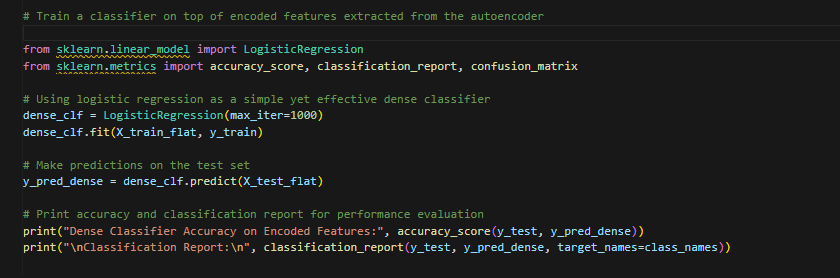 # Train a classifier on top of encoded features extracted from the autoencoder
from sklearn.linear_model import LogisticRegression
from sklearn.metrics import accuracy_score, classification_report, confusion_matrix
# Using logistic regression as a simple yet effective dense classifier
dense_clf = LogisticRegression(max_iter=1000)
dense_clf.fit(X_train_flat, y_train)
# Make predictions on the test set
y_pred_dense = dense_clf.predict(X_test_flat)
# Print accuracy and classification report for performance evaluation
print("Dense Classifier Accuracy on Encoded Features:", accuracy_score(y_test, y_pred_dense))
print("\nClassification Report:\n", classification_report(y_test, y_pred_dense, target_names=class_names))